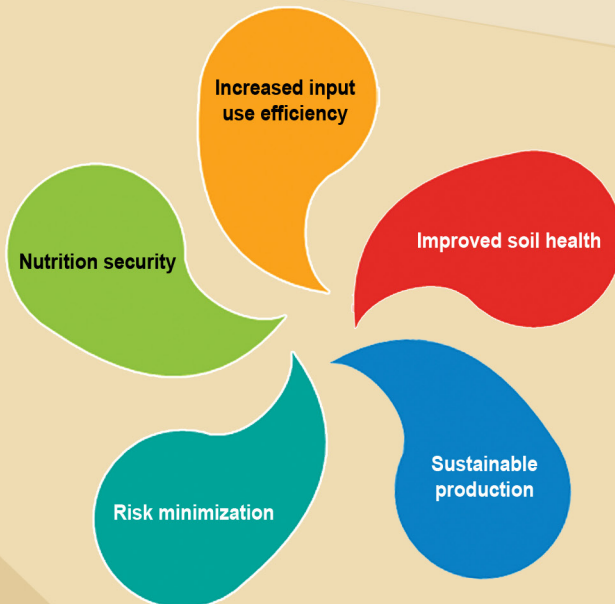 Increased input
use efficiency
Improved soil health
Nutrition security
Sustainable
production
Risk minimization